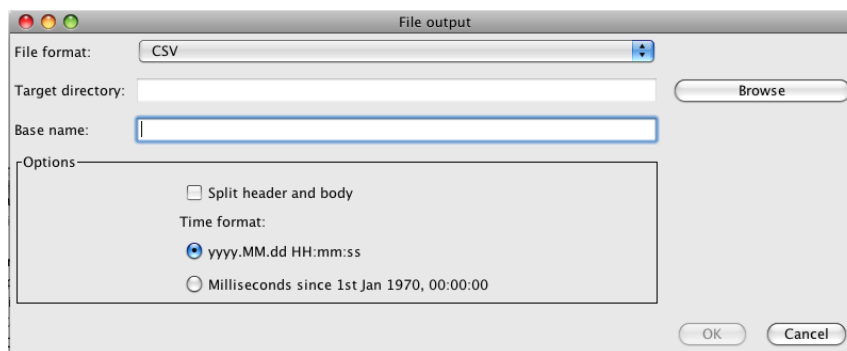 File output
File format: CSV
Target directory: Browse
Base name:
Options
Split header and body
Time format:
yyyy.MM.dd HH:mm:ss
Milliseconds since 1st Jan 1970, 00:00:00
OK Cancel